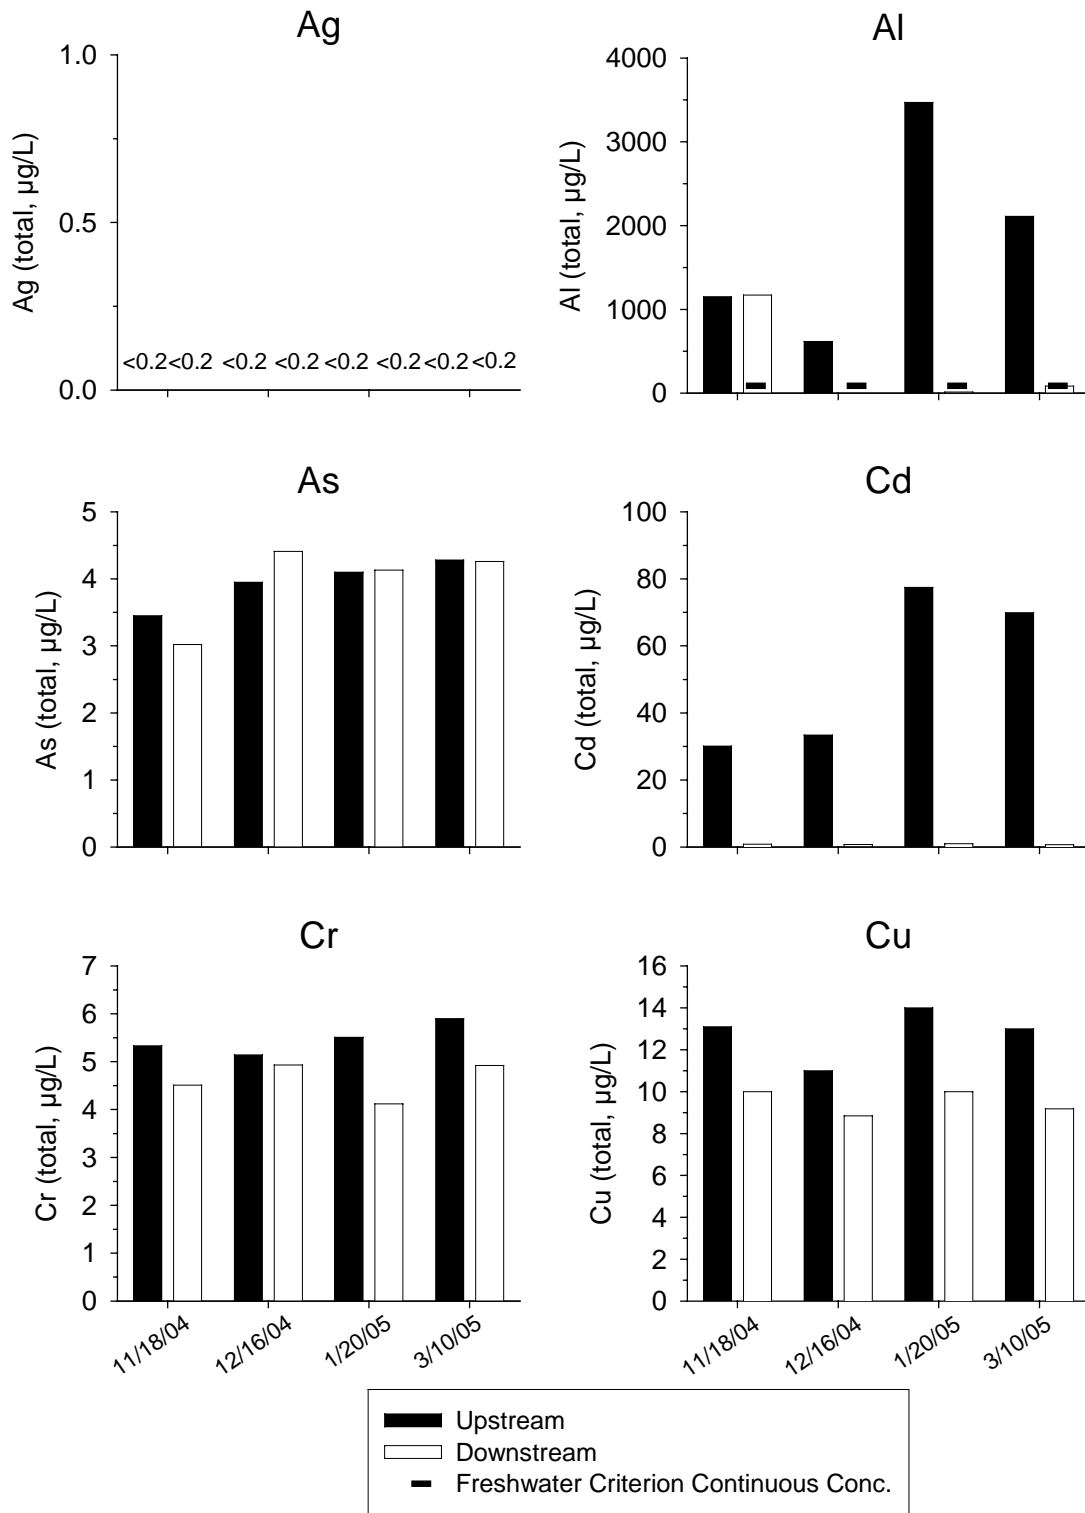 Ag
Ag (total, µg/L)
1.0
0.5
0.0
<0.2 <0.2 <0.2 <0.2 <0.2 <0.2 <0.2 <0.2
Al
Al (total, µg/L)
4000
3000
2000
1000
0
As
As (total, µg/L)
5
4
3
2
1
0
Cd
Cd (total, µg/L)
100
80
60
40
20
0
Cr
Cr (total, µg/L)
7
6
5
4
3
2
1
0
11/18/04
12/16/04
1/20/05
3/10/05
Cu
Cu (total, µg/L)
16
14
12
10
8
6
4
2
0
11/18/04
12/16/04
1/20/05
3/10/05
Upstream
Downstream
Freshwater Criterion Continuous Conc.